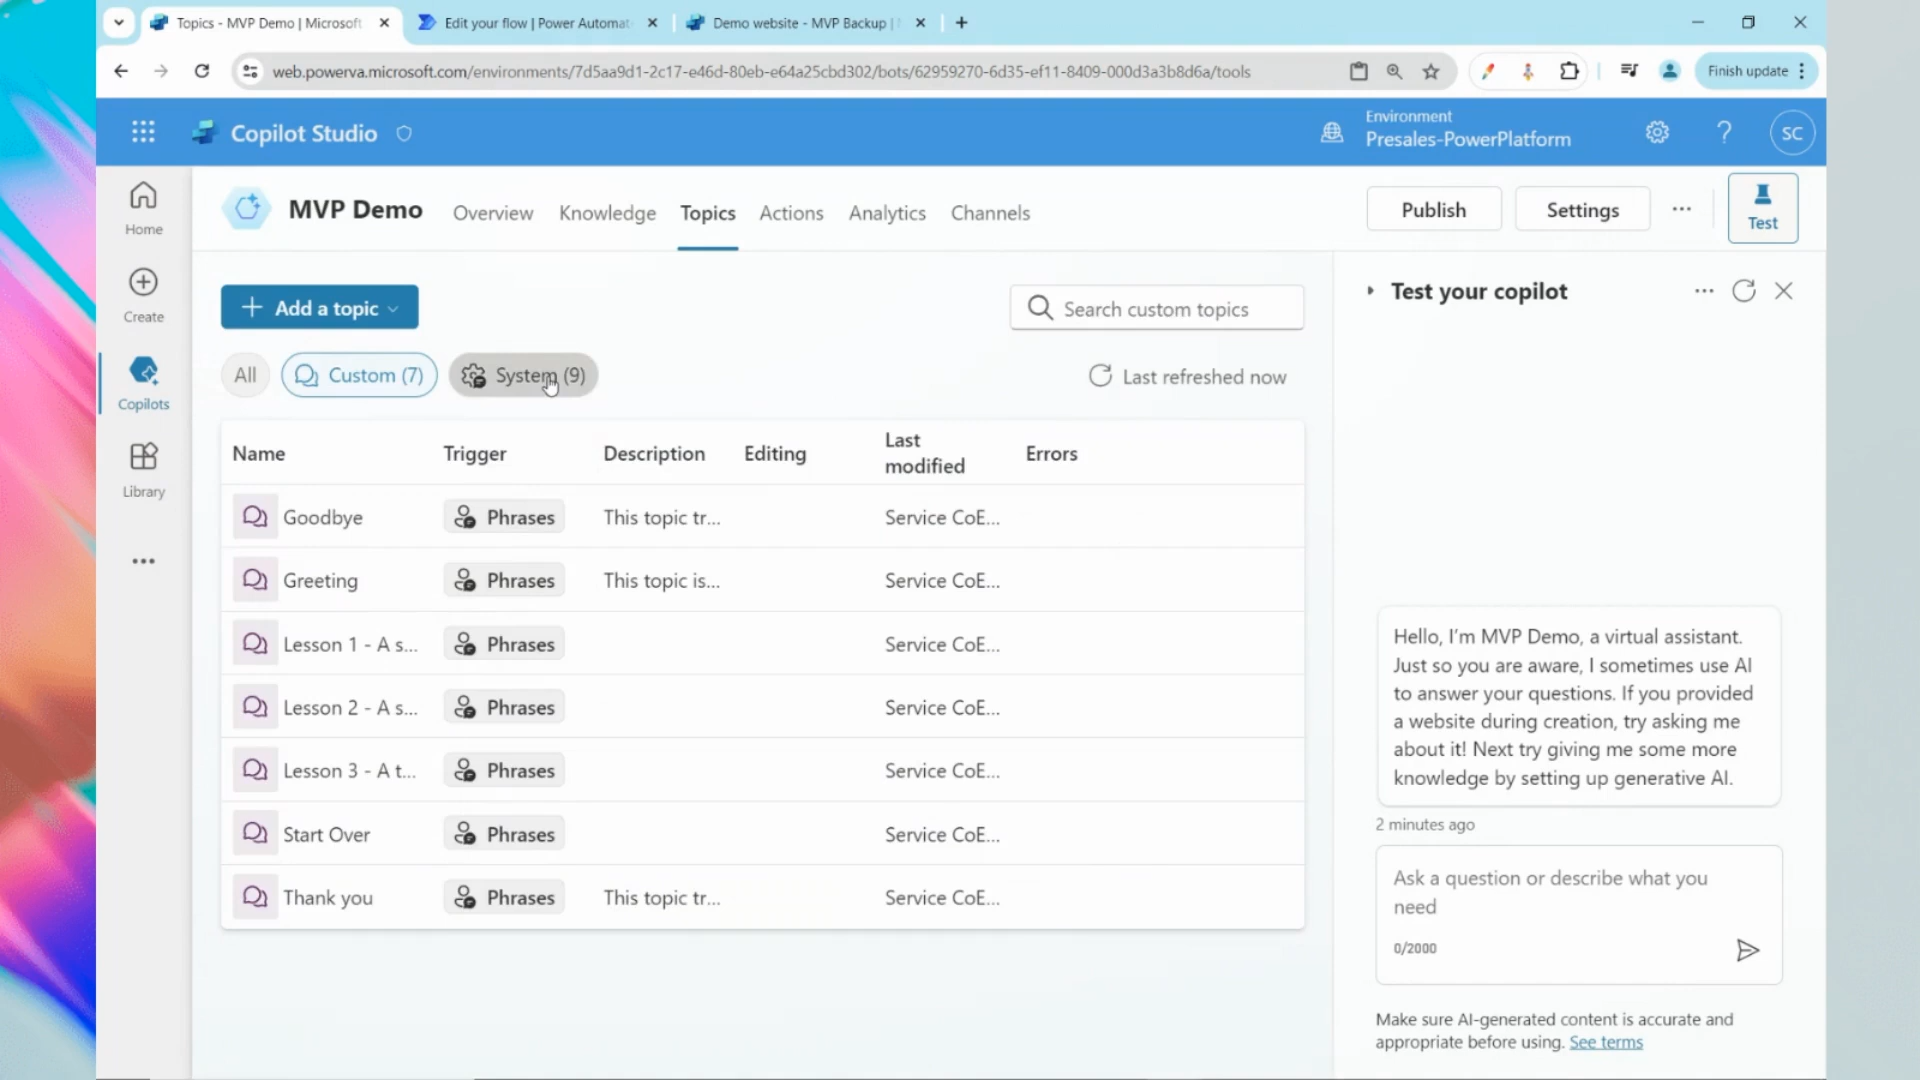 Topics - MVP Demo | Microsoft
Edit your flow | Power Automat
Demo website - MVP Backup |
web.powerva.microsoft.com/environments/7d5aa9d1-2c17-e46d-80eb-e64a25cbd302/bots/62959270-6d35-ef11-8409-000d3a3b8d6a/tools
Finish update
Copilot Studio
Environment
Presales-PowerPlatform
SC
Home
Create
Copilots
Library
MVP Demo
Overview
Knowledge
Topics
Actions
Analytics
Channels
Publish
Settings
Test
Add a topic
Search custom topics
All
Custom (7)
System (9)
Last refreshed now
Name
Trigger
Description
Editing
Last
modified
Errors
Goodbye
Phrases
This topic tr...
Service CoE...
Greeting
Phrases
This topic is...
Service CoE...
Lesson 1 - A s...
Phrases
Service CoE...
Lesson 2 - A s...
Phrases
Service CoE...
Lesson 3 - A t...
Phrases
Service CoE...
Start Over
Phrases
Service CoE...
Thank you
Phrases
This topic tr...
Service CoE...
Test your copilot
Hello, I'm MVP Demo, a virtual assistant.
Just so you are aware, I sometimes use AI
to answer your questions. If you provided
a website during creation, try asking me
about it! Next try giving me some more
knowledge by setting up generative AI.
2 minutes ago
Ask a question or describe what you
need
0/2000
Make sure AI-generated content is accurate and
appropriate before using. See terms